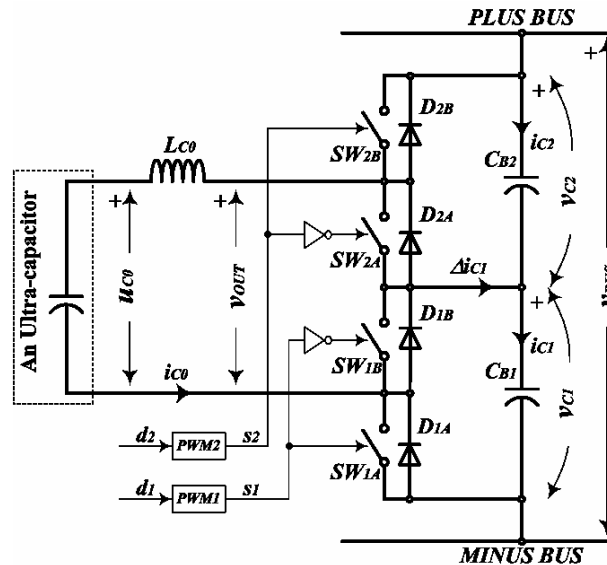 PLUS BUS
D2B
SW2B
LC0
CB2
iC2
vC2
An Ultra-capacitor
uC0
vOUT
D2A
SW2A
ΔiC1
D1B
SW1B
iC0
CB1
iC1
vC1
D1A
SW1A
d2
PWM2
s2
d1
PWM1
s1
MINUS BUS